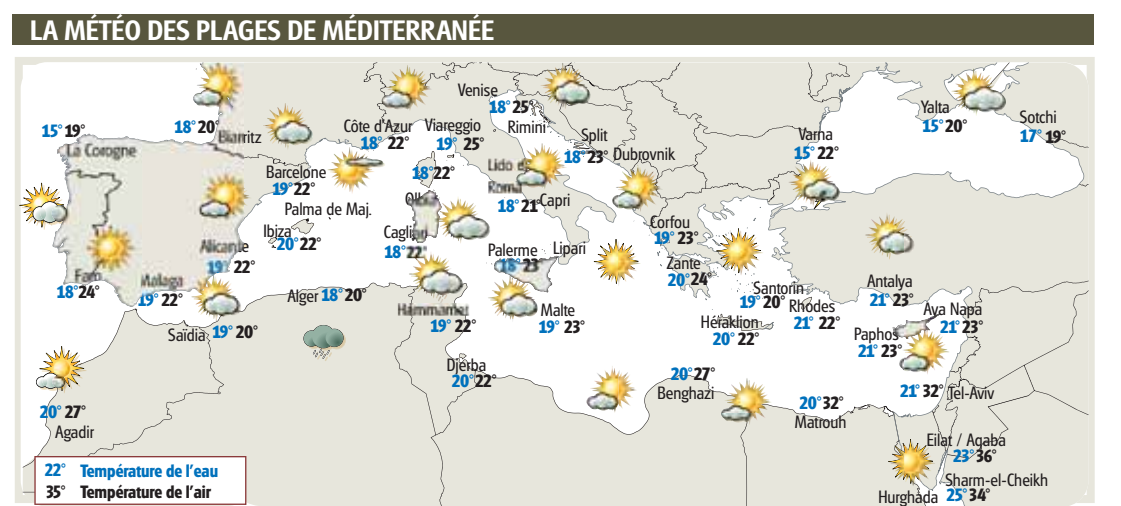 LA MÉTÉO DES PLAGES DE MÉDITERRANÉE
15° 19°
La Corogne
18° 20°
Biarritz
Côte d'Azur
18° 22°
Viareggio
19° 25°
Venise
18° 25°
Rimini
Split
18° 23°
Dubrovnik
Varna
15° 22°
Yalta
15° 20°
Sotchi
17° 19°
Barcelone
19° 22°
Palma de Maj.
Ibiza
20° 22°
18° 22°
Olbia
Cagliari
18° 22°
Lido di
Roma
18° 21°
Capri
Palerme
18° 23°
Lipari
Corfou
19° 23°
Zante
20° 24°
Santorin
19° 20°
Rhodes
21° 22°
Antalya
21° 23°
Aya Napa
21° 23°
Paphos
21° 23°
Alicante
19° 22°
Faro
18° 24°
Malaga
19° 22°
Saïdia
19° 20°
Alger 18° 20°
Hammamet
19° 22°
Malte
19° 23°
Héraklion
20° 22°
Djerba
20° 22°
20° 27°
Benghazi
20° 32°
Matrouh
21° 32°
Tel-Aviv
20° 27°
Agadir
Eilat / Aqaba
23° 36°
Sharm-el-Cheikh
Hurghada 25° 34°
22° Température de l'eau
35° Température de l'air